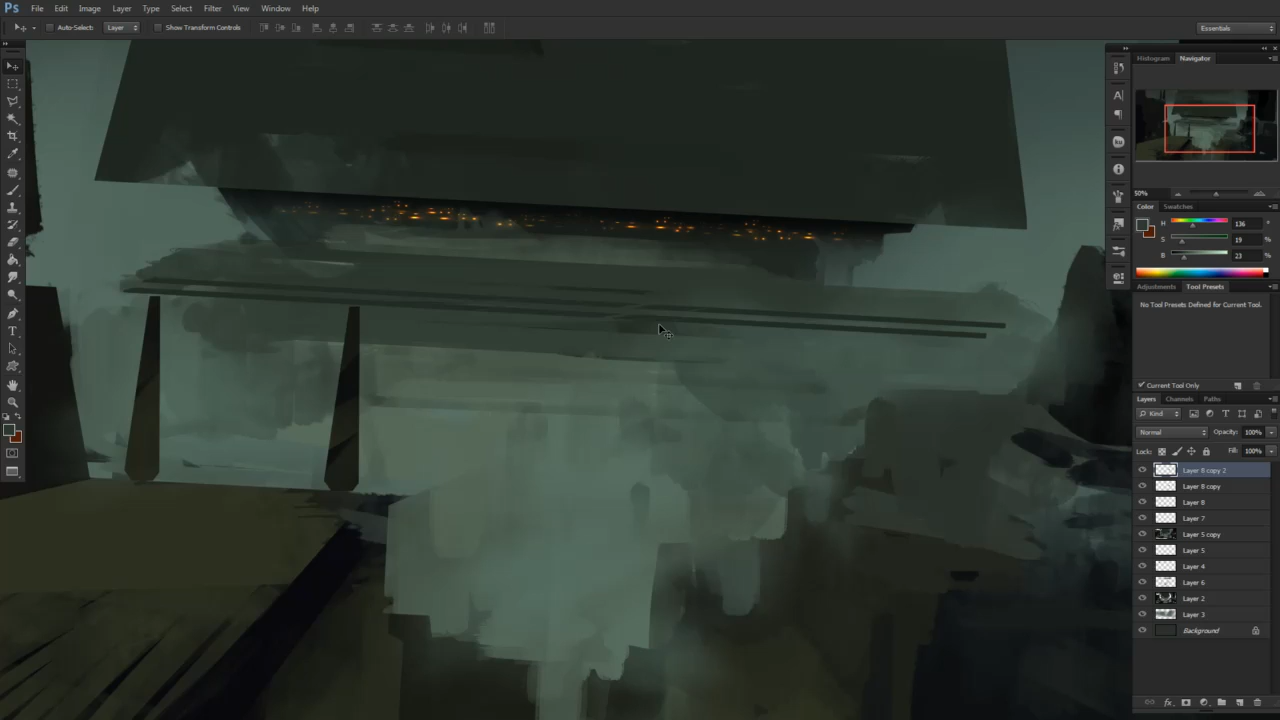 Ps File Edit Image Layer Type Select Filter View Window Help
Auto-Select: Layer Show Transform Controls Essentials
Histogram Navigator
50%
Color Swatches
H 136 °
S 19 %
B 23 %
Adjustments Tool Presets
No Tool Presets Defined for Current Tool.
Current Tool Only
Layers Channels Paths
Kind
Normal Opacity: 100%
Lock: Fill: 100%
Layer 8 copy 2
Layer 8 copy
Layer 8
Layer 7
Layer 5 copy
Layer 5
Layer 4
Layer 6
Layer 2
Layer 3
Background
fx